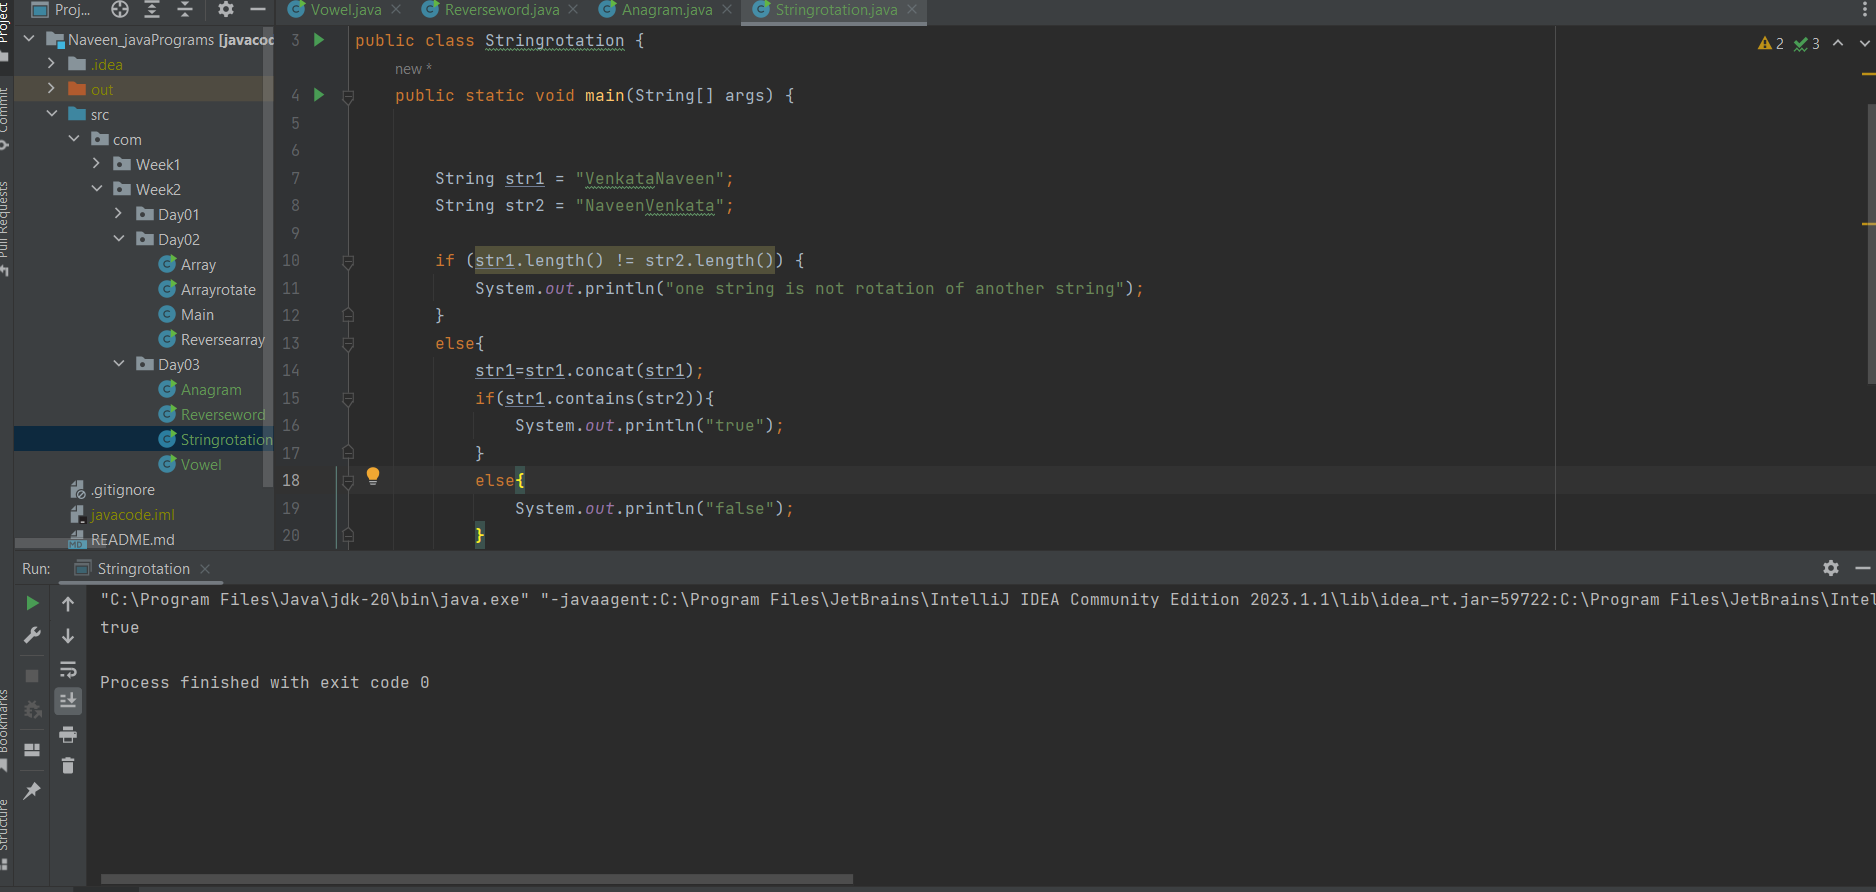 Project
Proj...
Vowel.java
Reverseword.java
Anagram.java
Stringrotation.java
Commit
Pull Requests
Naveen_javaPrograms [javacod
.idea
out
src
com
Week1
Week2
Day01
Day02
Array
Arrayrotate
Main
Reversearray
Day03
Anagram
Reverseword
Stringrotation
Vowel
.gitignore
javacode.iml
README.md
2 3
3 public class Stringrotation {
new *
4 public static void main(String[] args) {
5
6
7 String str1 = "VenkataNaveen";
8 String str2 = "NaveenVenkata";
9
10 if (str1.length() != str2.length()) {
11 System.out.println("one string is not rotation of another string");
12 }
13 else{
14 str1=str1.concat(str1);
15 if(str1.contains(str2)){
16 System.out.println("true");
17 }
18 else{
19 System.out.println("false");
20 }
Run: Stringrotation
"C:\Program Files\Java\jdk-20\bin\java.exe" "-javaagent:C:\Program Files\JetBrains\IntelliJ IDEA Community Edition 2023.1.1\lib\idea_rt.jar=59722:C:\Program Files\JetBrains\Intel
true
Process finished with exit code 0
Bookmarks
Structure